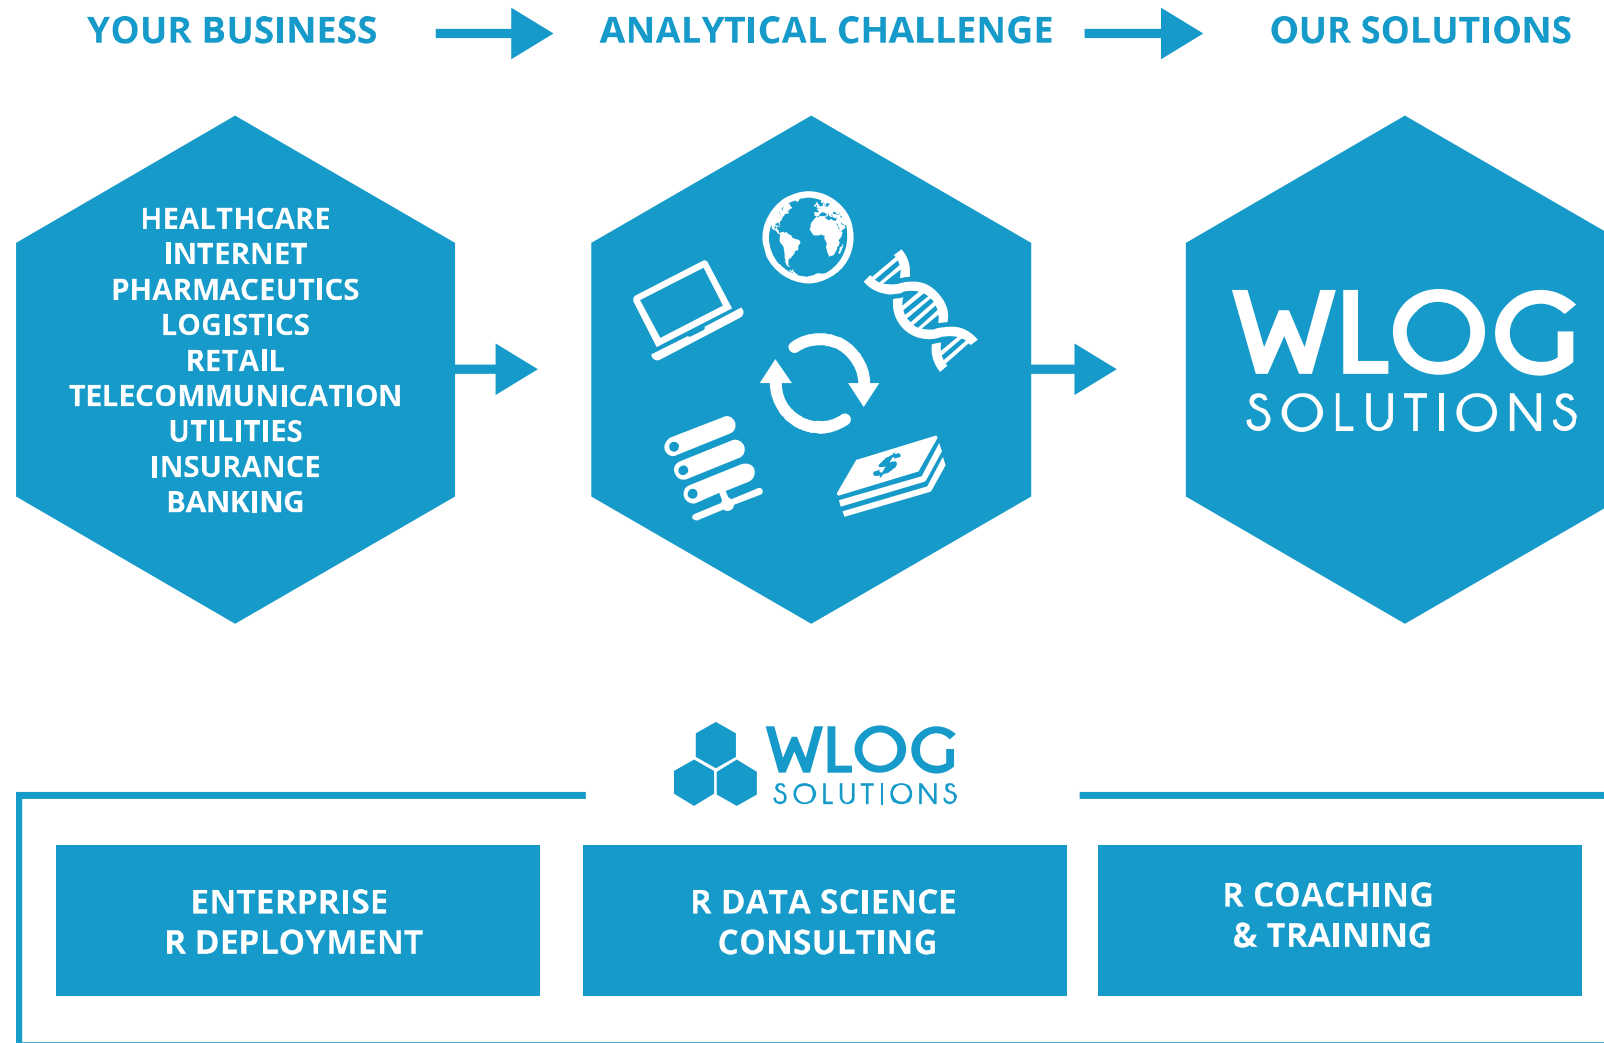 YOUR BUSINESS
ANALYTICAL CHALLENGE
OUR SOLUTIONS
HEALTHCARE
INTERNET
PHARMACEUTICS
LOGISTICS
RETAIL
TELECOMMUNICATION
UTILITIES
INSURANCE
BANKING
$
WLOG
SOLUTIONS
WLOG
SOLUTIONS
ENTERPRISE
R DEPLOYMENT
R DATA SCIENCE
CONSULTING
R COACHING
& TRAINING